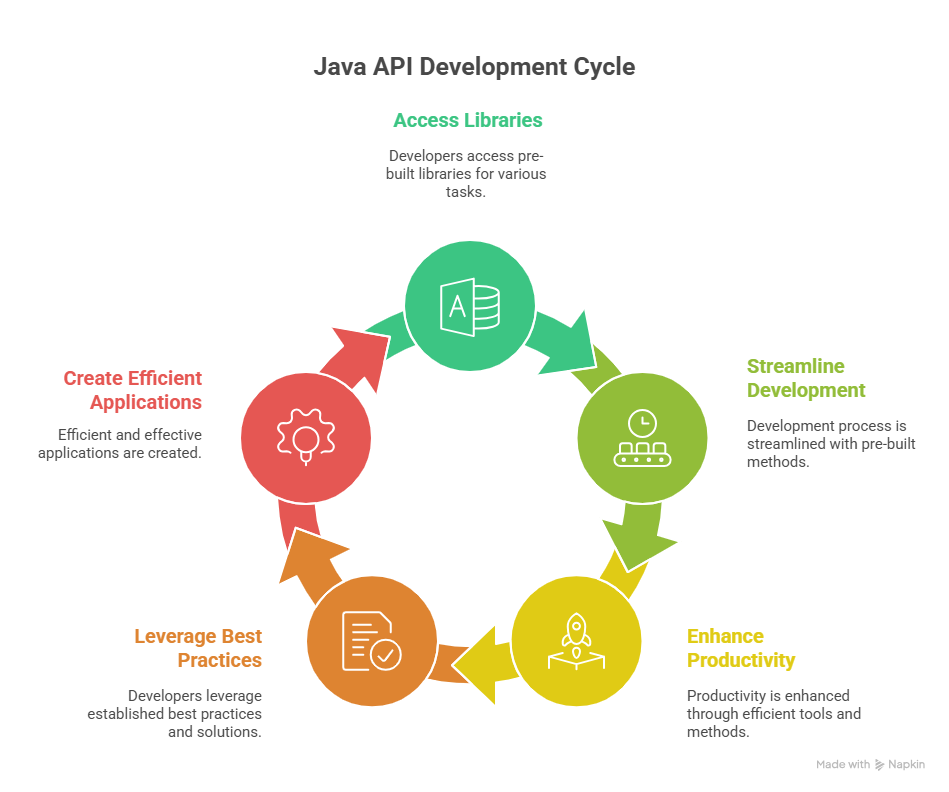 Java API Development Cycle
Access Libraries
Developers access pre-
built libraries for various
tasks.
A
Streamline
Development
Development process is
streamlined with pre-built
methods.
Enhance
Productivity
Productivity is enhanced
through efficient tools and
methods.
Leverage Best
Practices
Developers leverage
established best practices
and solutions.
Create Efficient
Applications
Efficient and effective
applications are created.
Made with Napkin